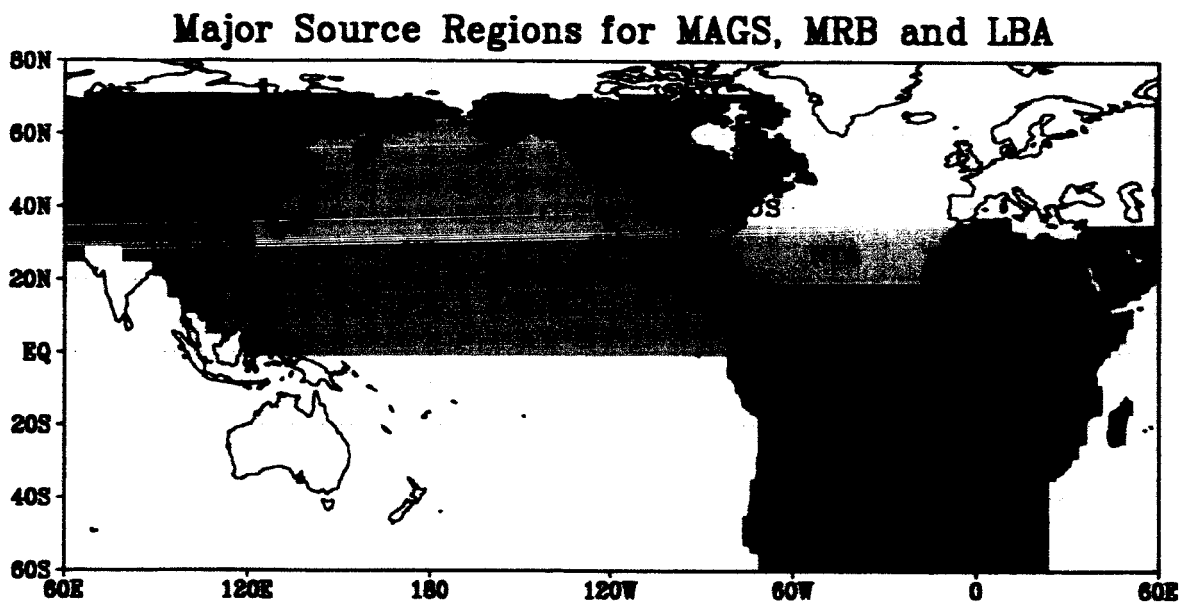 Major Source Regions for MAGS, MRB and LBA
80N
60N
40N
20N
EQ
20S
40S
60S
60E 120E 180 120W 60W 0 60E